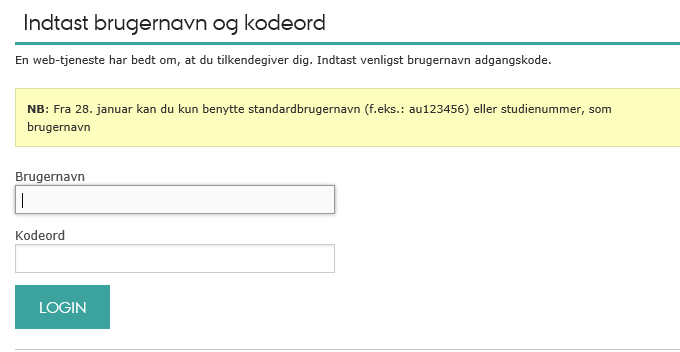 Indtast brugernavn og kodeord
En web-tjeneste har bedt om, at du tilkendegiver dig. Indtast venligst brugernavn adgangskode.
NB: Fra 28. januar kan du kun benytte standardbrugernavn (f.eks.: au123456) eller studienummer, som
brugernavn
Brugernavn
Kodeord
LOGIN